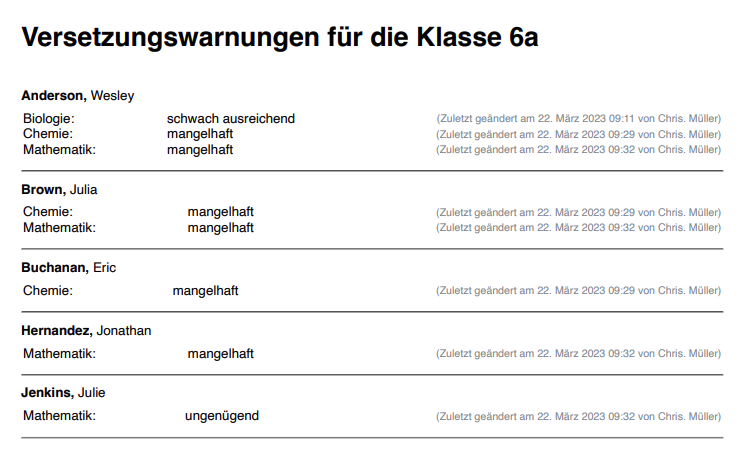 Versetzungswarnungen für die Klasse 6a
Anderson, Wesley
Biologie: schwach ausreichend (Zuletzt geändert am 22. März 2023 09:11 von Chris. Müller)
Chemie: mangelhaft (Zuletzt geändert am 22. März 2023 09:29 von Chris. Müller)
Mathematik: mangelhaft (Zuletzt geändert am 22. März 2023 09:32 von Chris. Müller)
Brown, Julia
Chemie: mangelhaft (Zuletzt geändert am 22. März 2023 09:29 von Chris. Müller)
Mathematik: mangelhaft (Zuletzt geändert am 22. März 2023 09:32 von Chris. Müller)
Buchanan, Eric
Chemie: mangelhaft (Zuletzt geändert am 22. März 2023 09:29 von Chris. Müller)
Hernandez, Jonathan
Mathematik: mangelhaft (Zuletzt geändert am 22. März 2023 09:32 von Chris. Müller)
Jenkins, Julie
Mathematik: ungenügend (Zuletzt geändert am 22. März 2023 09:32 von Chris. Müller)